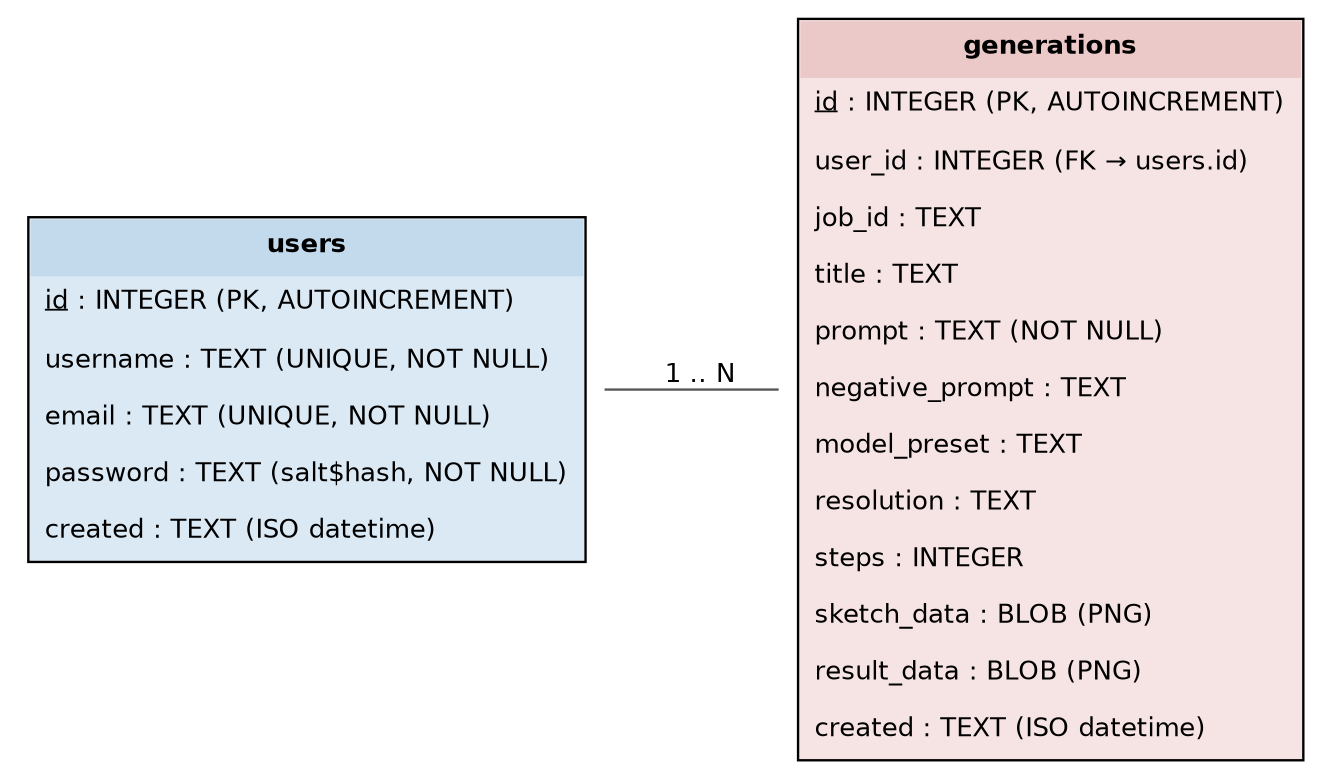 users
id : INTEGER (PK, AUTOINCREMENT)
username : TEXT (UNIQUE, NOT NULL)
email : TEXT (UNIQUE, NOT NULL)
password : TEXT (salt$hash, NOT NULL)
created : TEXT (ISO datetime)
1 .. N
generations
id : INTEGER (PK, AUTOINCREMENT)
user_id : INTEGER (FK → users.id)
job_id : TEXT
title : TEXT
prompt : TEXT (NOT NULL)
negative_prompt : TEXT
model_preset : TEXT
resolution : TEXT
steps : INTEGER
sketch_data : BLOB (PNG)
result_data : BLOB (PNG)
created : TEXT (ISO datetime)